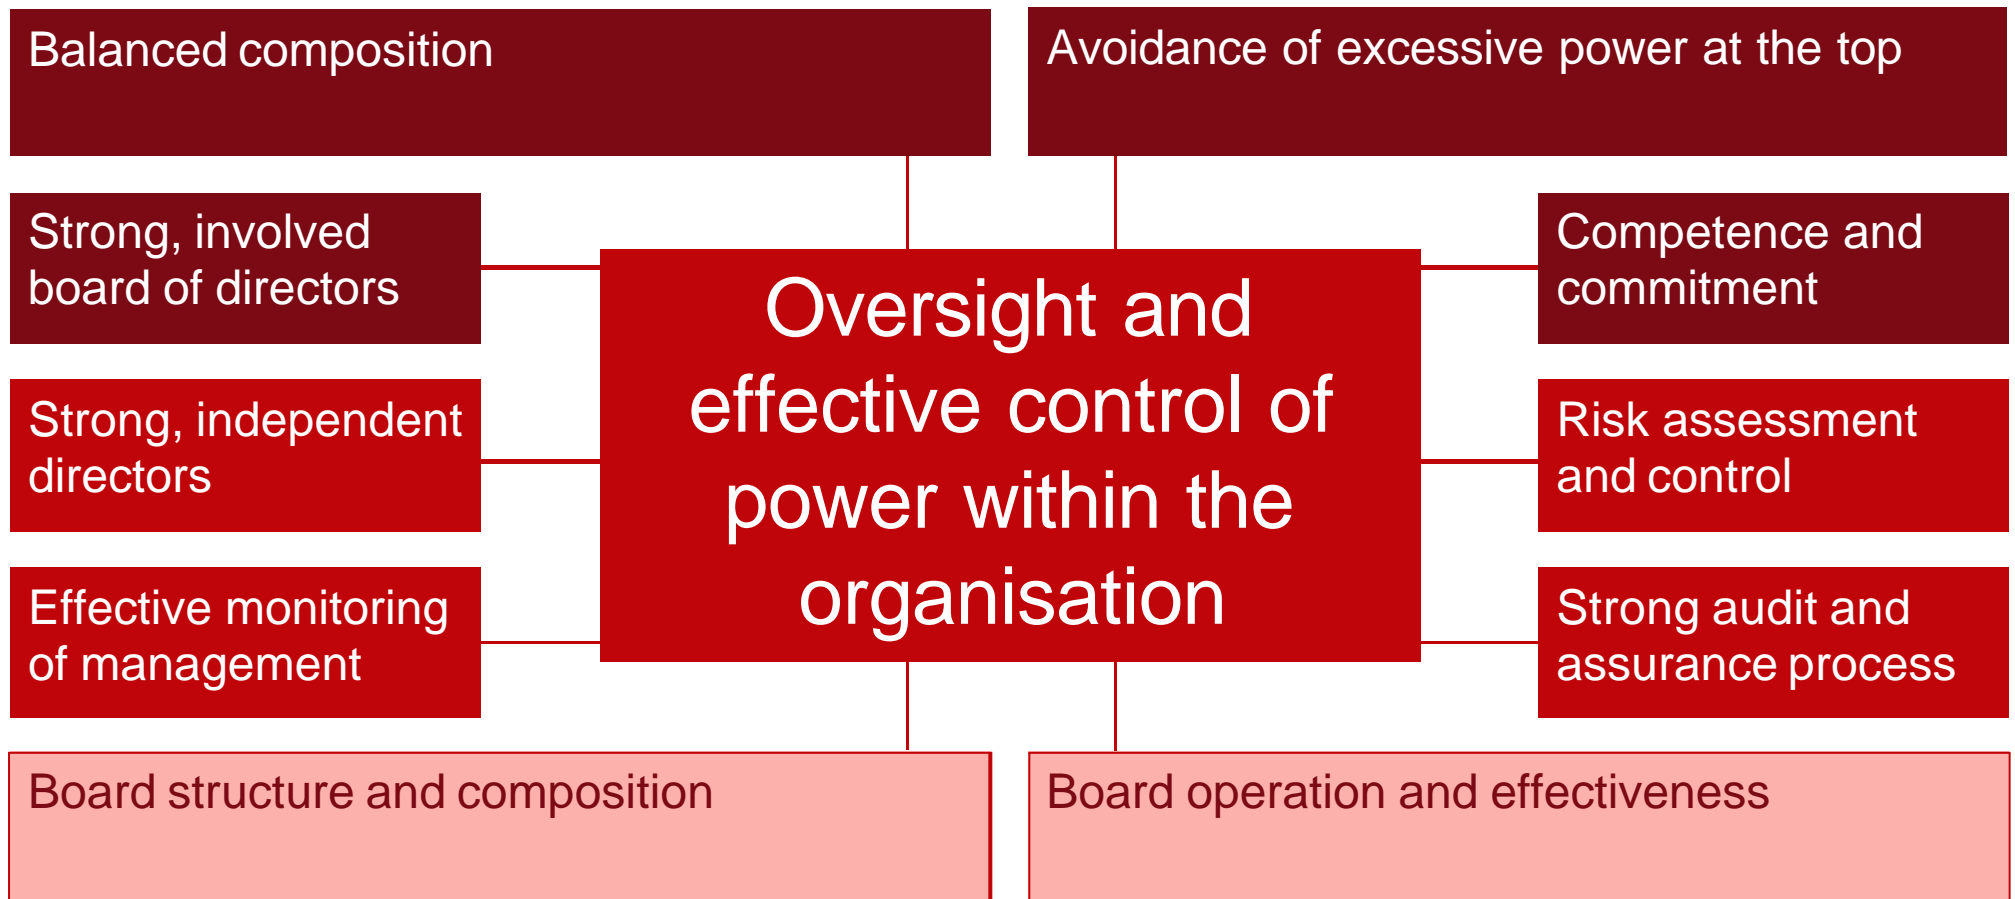 Balanced composition
Avoidance of excessive power at the top
Strong, involved
board of directors
Competence and
commitment
Oversight and
effective control of
power within the
organisation
Strong, independent
directors
Risk assessment
and control
Effective monitoring
of management
Strong audit and
assurance process
Board structure and composition
Board operation and effectiveness